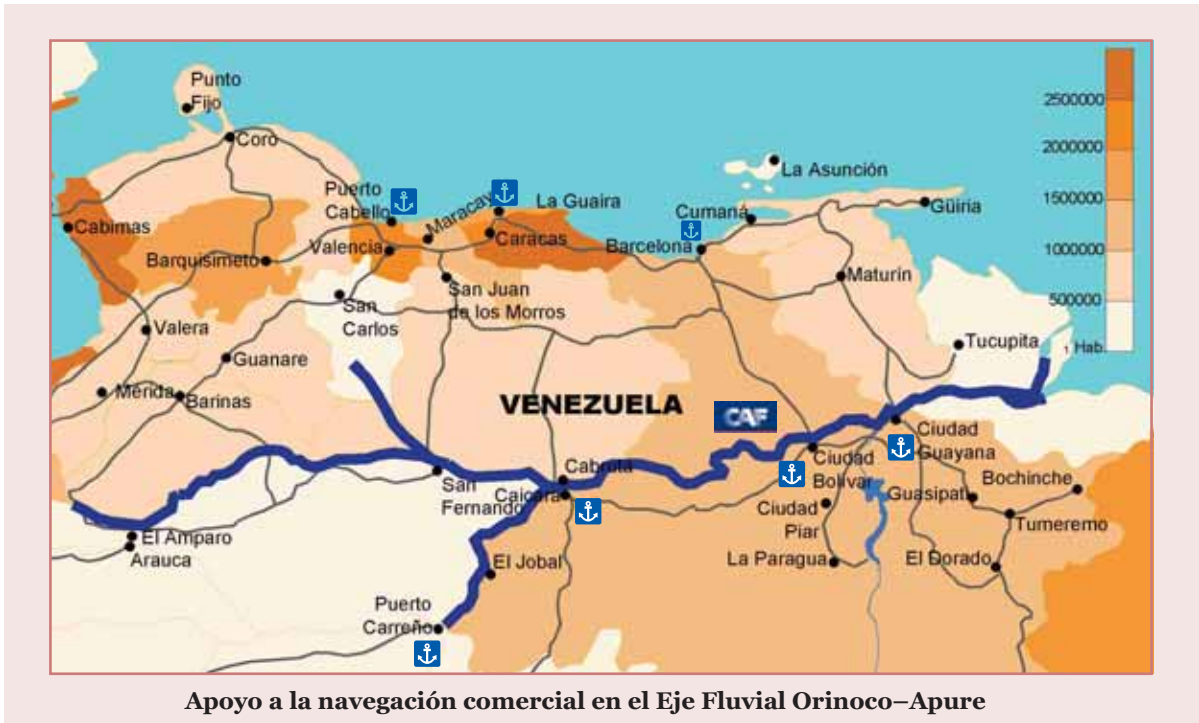 Punto
Fijo
Coro
2500000
2000000
1500000
1000000
500000
1 Hab.
La Asunción
Puerto
Cabello
Maracay
La Guaira
Cumaná
Güiria
Cabimas
Valencia
Caracas
Barcelona
Barquisimeto
Maturín
San
Carlos
San Juan
de los Morros
Valera
Tucupita
Guanare
Mérida
Barinas
VENEZUELA
CAF
Ciudad
Guayana
Cabruta
Ciudad
Bolívar
San
Fernando
Caicara
Guasipati
Bochinche
Ciudad
Piar
Tumeremo
El Amparo
Arauca
El Jobal
La Paragua
El Dorado
Puerto
Carreño
Apoyo a la navegación comercial en el Eje Fluvial Orinoco–Apure